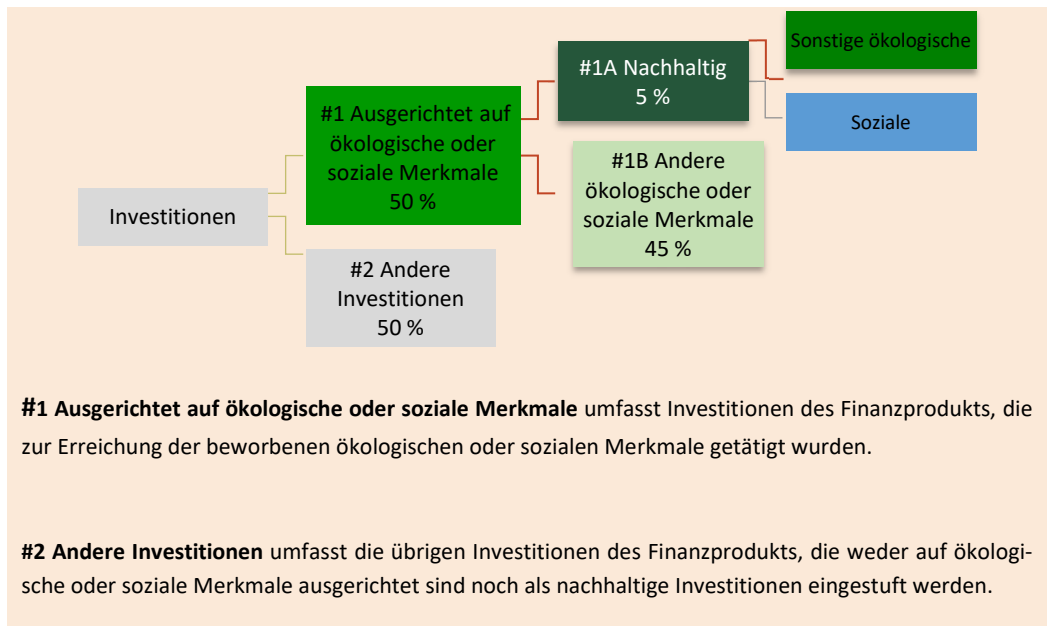 Sonstige ökologische
#1A Nachhaltig
5 %
Soziale
#1 Ausgerichtet auf
ökologische oder
soziale Merkmale
50 %
#1B Andere
ökologische oder
soziale Merkmale
45 %
Investitionen
#2 Andere
Investitionen
50 %
#1 Ausgerichtet auf ökologische oder soziale Merkmale umfasst Investitionen des Finanzprodukts, die
zur Erreichung der beworbenen ökologischen oder sozialen Merkmale getätigt wurden.
#2 Andere Investitionen umfasst die übrigen Investitionen des Finanzprodukts, die weder auf ökologi-
sche oder soziale Merkmale ausgerichtet sind noch als nachhaltige Investitionen eingestuft werden.